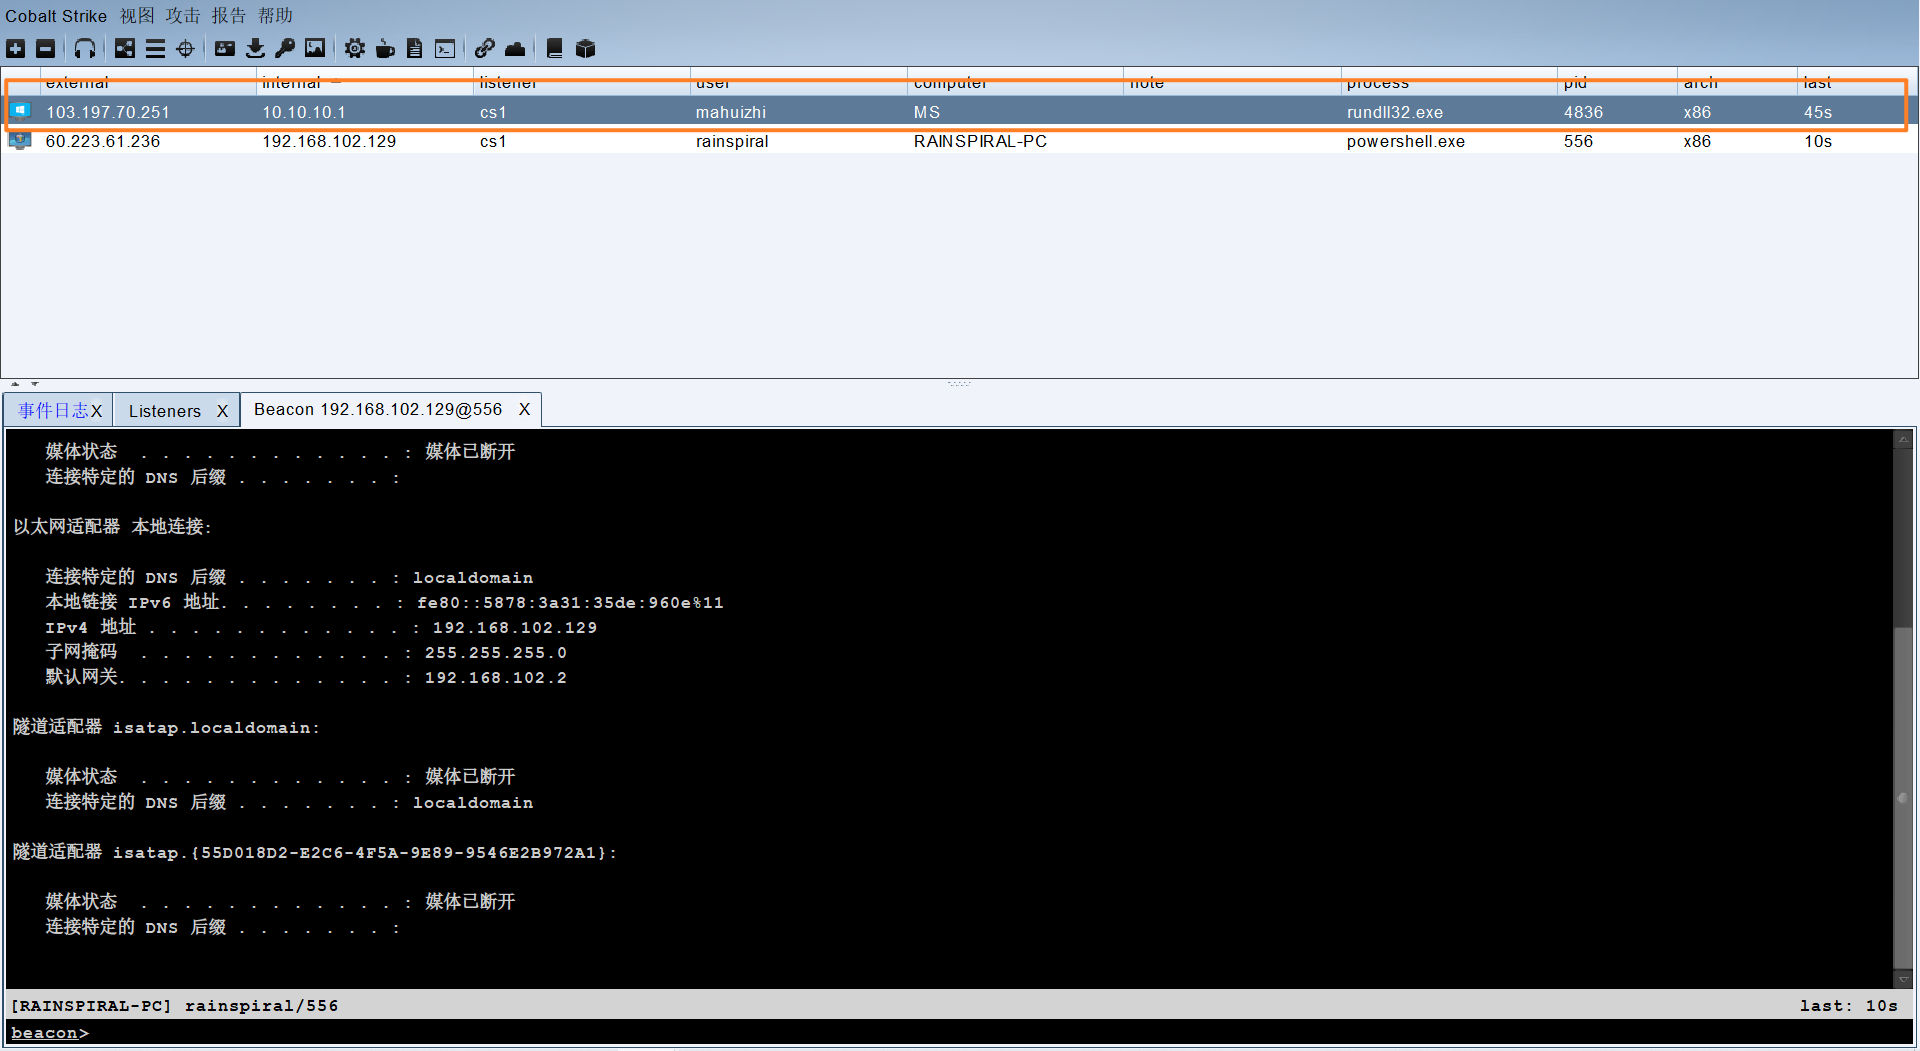 Cobalt Strike 视图 攻击 报告 帮助
external internal listener user computer note process pid arch last
103.197.70.251 10.10.10.1 cs1 mahuizhi MS rundll32.exe 4836 x86 45s
60.223.61.236 192.168.102.129 cs1 rainspiral RAINSPIRAL-PC powershell.exe 556 x86 10s
事件日志 X Listeners X Beacon 192.168.102.129@556 X
媒体状态 . . . . . . . . . . . . : 媒体已断开
连接特定的 DNS 后缀 . . . . . . . :
以太网适配器 本地连接:
连接特定的 DNS 后缀 . . . . . . . : localdomain
本地链接 IPv6 地址. . . . . . . . : fe80::5878:3a31:35de:960e%11
IPv4 地址 . . . . . . . . . . . . : 192.168.102.129
子网掩码 . . . . . . . . . . . . : 255.255.255.0
默认网关. . . . . . . . . . . . . : 192.168.102.2
隧道适配器 isatap.localdomain:
媒体状态 . . . . . . . . . . . . : 媒体已断开
连接特定的 DNS 后缀 . . . . . . . : localdomain
隧道适配器 isatap.{55D018D2-E2C6-4F5A-9E89-9546E2B972A1}:
媒体状态 . . . . . . . . . . . . : 媒体已断开
连接特定的 DNS 后缀 . . . . . . . :
[RAINSPIRAL-PC] rainspiral/556 last: 10s
beacon>